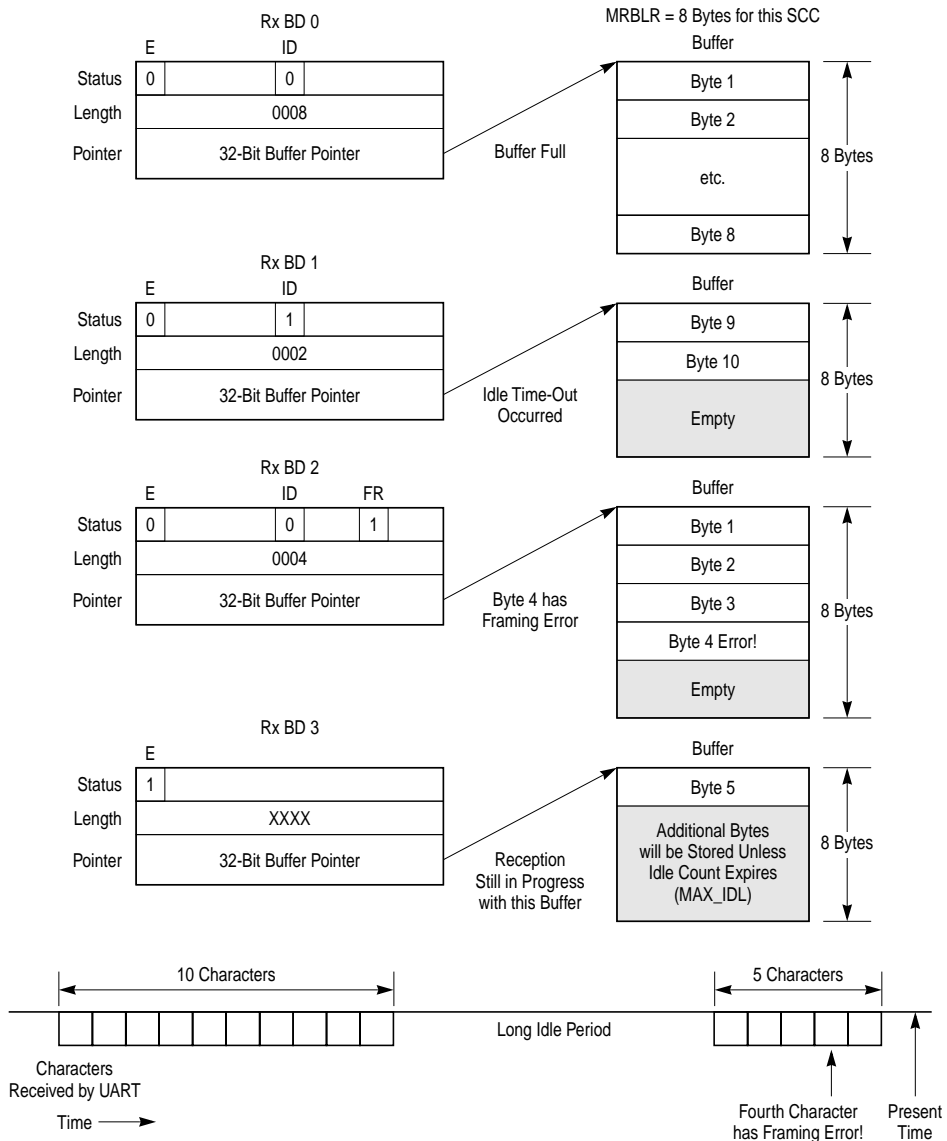 MRBLR = 8 Bytes for this SCC
Rx BD 0
E ID
Status 0 0
Length 0008
Pointer 32-Bit Buffer Pointer
Buffer Full
Buffer
Byte 1
Byte 2
etc.
Byte 8
8 Bytes
Rx BD 1
E ID
Status 0 1
Length 0002
Pointer 32-Bit Buffer Pointer
Idle Time-Out
Occurred
Buffer
Byte 9
Byte 10
Empty
8 Bytes
Rx BD 2
E ID FR
Status 0 0 1
Length 0004
Pointer 32-Bit Buffer Pointer
Byte 4 has
Framing Error
Buffer
Byte 1
Byte 2
Byte 3
Byte 4 Error!
Empty
8 Bytes
Rx BD 3
E
Status 1
Length XXXX
Pointer 32-Bit Buffer Pointer
Reception
Still in Progress
with this Buffer
Buffer
Byte 5
Additional Bytes
will be Stored Unless
Idle Count Expires
(MAX_IDL)
8 Bytes
10 Characters
Long Idle Period
5 Characters
Characters
Received by UART
Time
Fourth Character
has Framing Error!
Present
Time